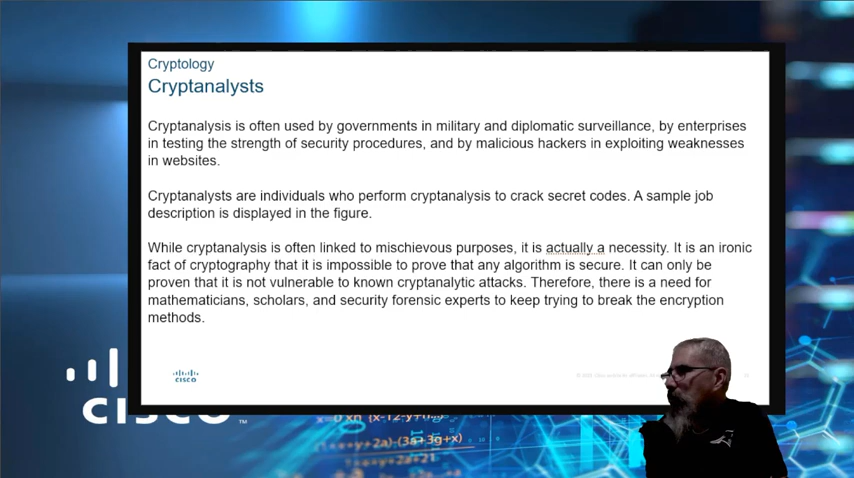 Cryptology
Cryptanalysts
Cryptanalysis is often used by governments in military and diplomatic surveillance, by enterprises
in testing the strength of security procedures, and by malicious hackers in exploiting weaknesses
in websites.
Cryptanalysts are individuals who perform cryptanalysis to crack secret codes. A sample job
description is displayed in the figure.
While cryptanalysis is often linked to mischievous purposes, it is actually a necessity. It is an ironic
fact of cryptography that it is impossible to prove that any algorithm is secure. It can only be
proven that it is not vulnerable to known cryptanalytic attacks. Therefore, there is a need for
mathematicians, scholars, and security forensic experts to keep trying to break the encryption
methods.
CISCO
CISCO